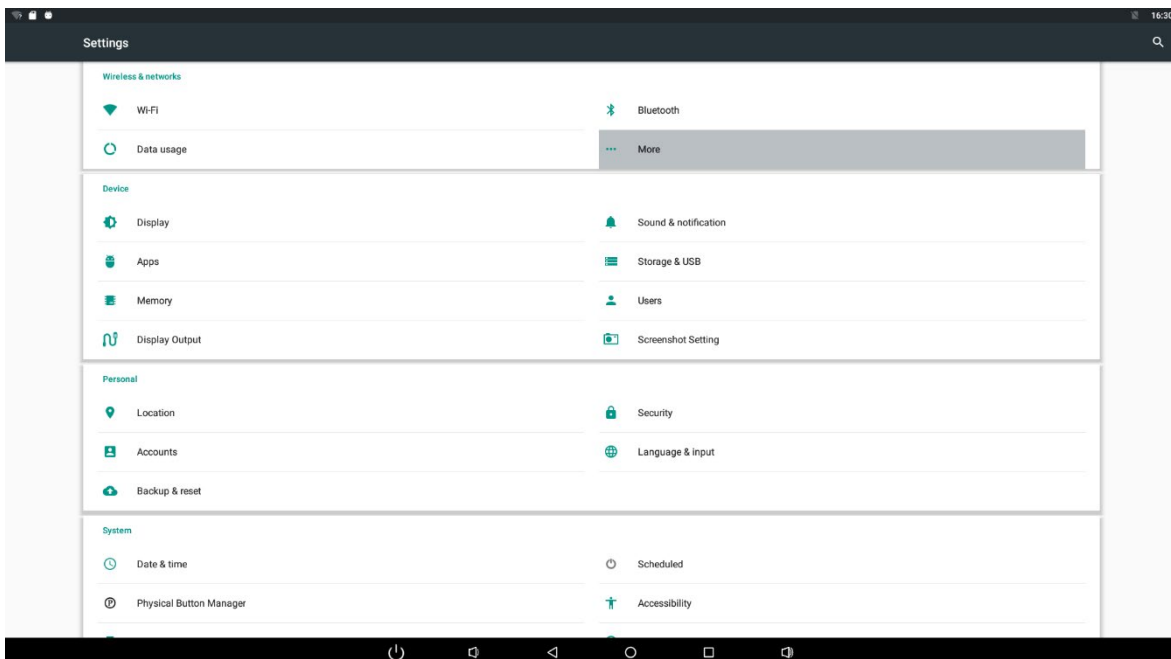 16:30
Settings
Wireless & networks
Wi-Fi
Bluetooth
Data usage
More
Device
Display
Sound & notification
Apps
Storage & USB
Memory
Users
Display Output
Screenshot Setting
Personal
Location
Security
Accounts
Language & input
Backup & reset
System
Date & time
Scheduled
Physical Button Manager
Accessibility